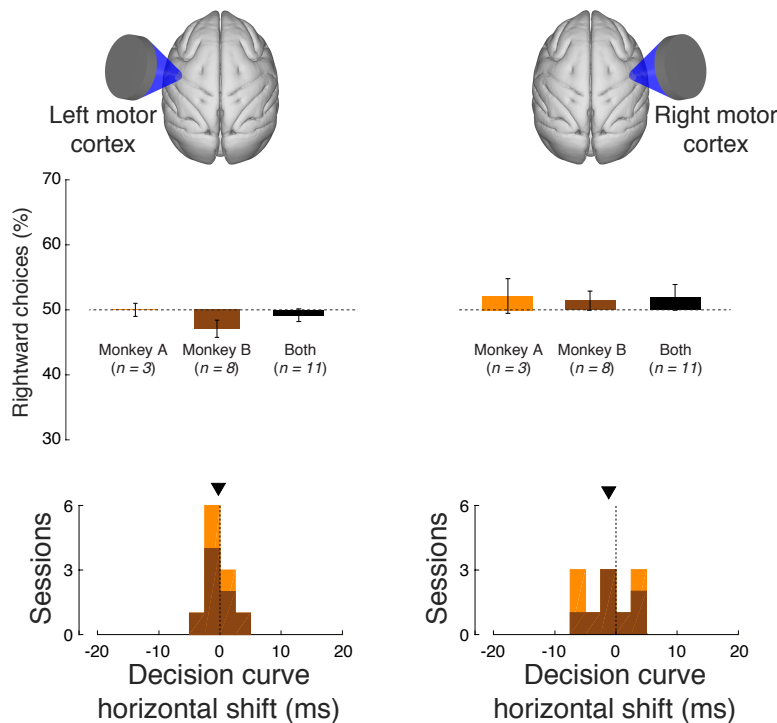 Left motor
cortex
Right motor
cortex
Rightward choices (%)
70
60
50
40
30
Monkey A
(n = 3)
Monkey B
(n = 8)
Both
(n = 11)
70
Monkey A
(n = 3)
Monkey B
(n = 8)
Both
(n = 11)
Sessions
6
3
0
-20
-10
0
10
20
Decision curve
horizontal shift (ms)
Sessions
6
3
0
-20
-10
0
10
20
Decision curve
horizontal shift (ms)